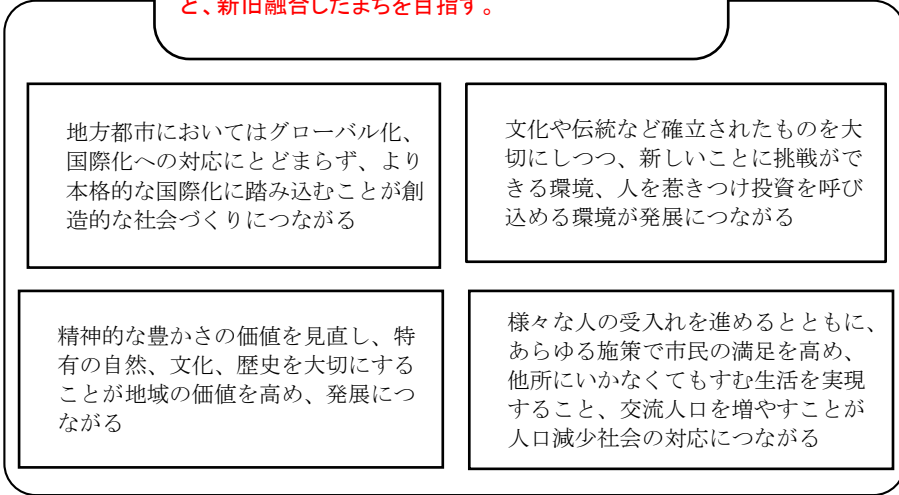 と、新旧融合したまちを目指す。
地方都市においてはグローバル化、
国際化への対応にとどまらず、より
本格的な国際化に踏み込むことが創
造的な社会づくりにつながる
文化や伝統など確立されたものを大
切にしつつ、新しいことに挑戦がで
きる環境、人を惹きつけ投資を呼び
込める環境が発展につながる
精神的な豊かさの価値を見直し、特
有の自然、文化、歴史を大切にする
ことが地域の価値を高め、発展につ
ながる
様々な人の受入れを進めるとともに、
あらゆる施策で市民の満足を高め、
他所にいかなくてもすむ生活を実現
すること、交流人口を増やすことが
人口減少社会の対応につながる